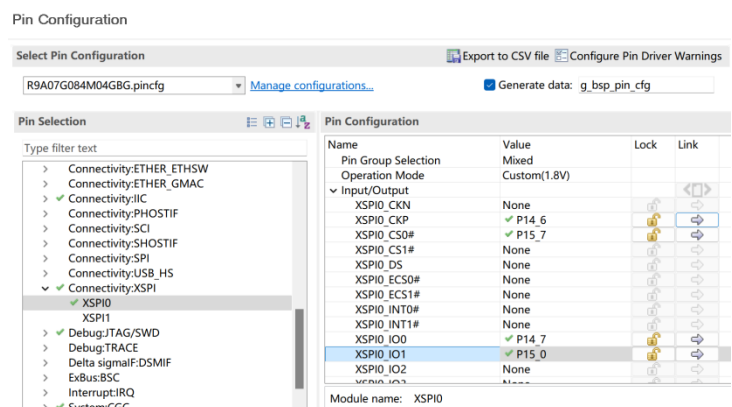 Pin Configuration
Select Pin Configuration
Export to CSV file
Configure Pin Driver Warnings
R9A07G084M04GBG.pincfg
Manage configurations...
Generate data: g_bsp_pin_cfg
Pin Selection
Type filter text
Connectivity:ETHER_ETHSW
Connectivity:ETHER_GMAC
Connectivity:IIC
Connectivity:PHOSTIF
Connectivity:SCI
Connectivity:SHOSTIF
Connectivity:SPI
Connectivity:USB_HS
Connectivity:XSPI
XSPI0
XSPI1
Debug:JTAG/SWD
Debug:TRACE
Delta sigmaIF:DSMIF
ExBus:BSC
Interrupt:IRQ
System:CGC
Pin Configuration
Name Value Lock Link
Pin Group Selection Mixed
Operation Mode Custom(1.8V)
Input/Output
XSPI0_CKN None
XSPI0_CKP P14_6
XSPI0_CS0# P15_7
XSPI0_CS1# None
XSPI0_DS None
XSPI0_ECS0# None
XSPI0_ECS1# None
XSPI0_INT0# None
XSPI0_INT1# None
XSPI0_IO0 P14_7
XSPI0_IO1 P15_0
XSPI0_IO2 None
XSPI0_IO3 None
Module name: XSPI0